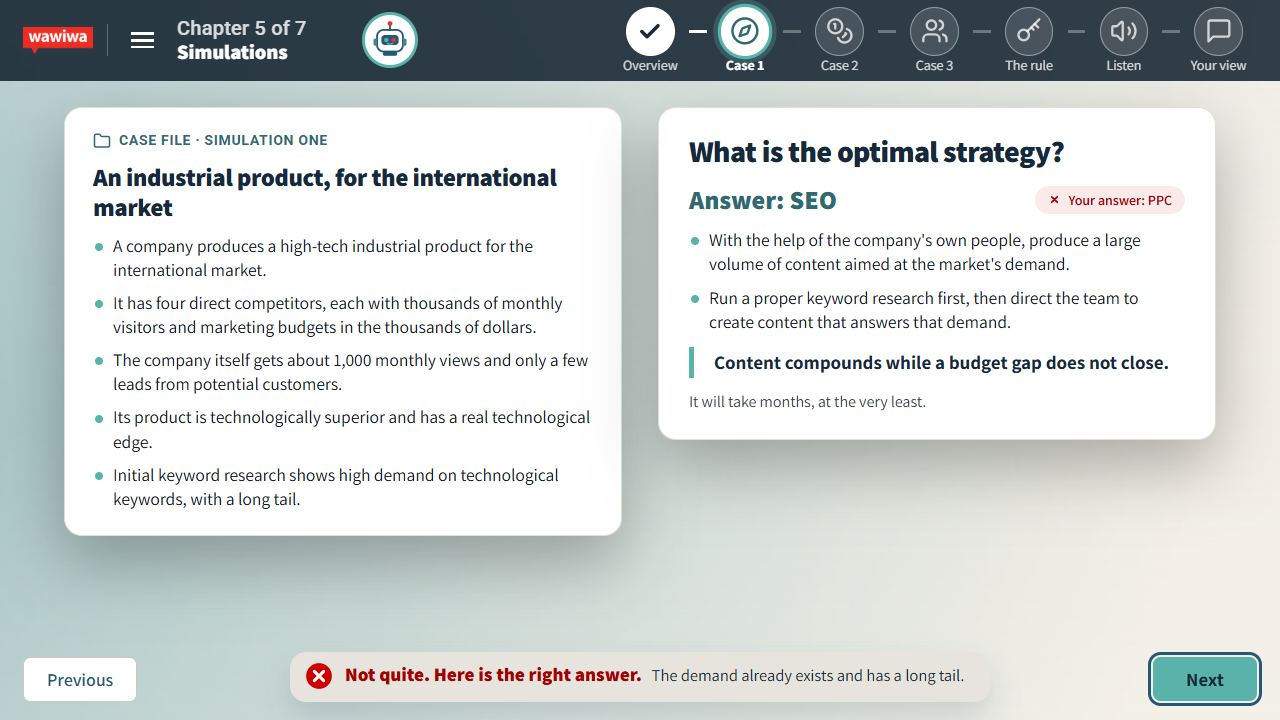 wawiwa
Chapter 5 of 7
Simulations
Overview
Case 1
Case 2
Case 3
The rule
Listen
Your view
CASE FILE · SIMULATION ONE
An industrial product, for the international
market
A company produces a high-tech industrial product for the
international market.
It has four direct competitors, each with thousands of monthly
visitors and marketing budgets in the thousands of dollars.
The company itself gets about 1,000 monthly views and only a few
leads from potential customers.
Its product is technologically superior and has a real technological
edge.
Initial keyword research shows high demand on technological
keywords, with a long tail.
What is the optimal strategy?
Answer: SEO
Your answer: PPC
With the help of the company's own people, produce a large
volume of content aimed at the market's demand.
Run a proper keyword research first, then direct the team to
create content that answers that demand.
Content compounds while a budget gap does not close.
It will take months, at the very least.
Previous
Not quite. Here is the right answer. The demand already exists and has a long tail.
Next